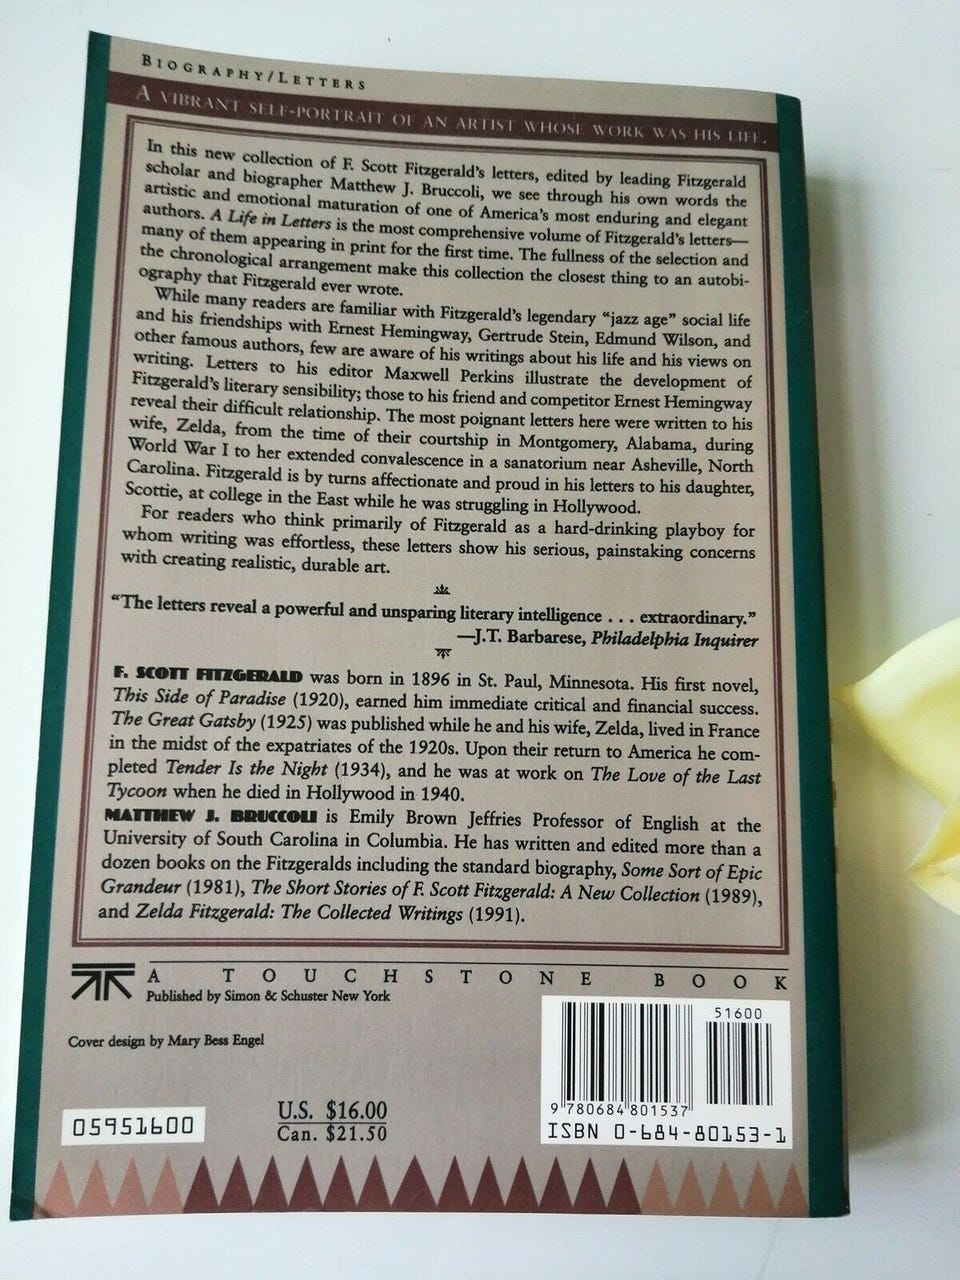 BIOGRAPHY/LETTERS
A VIBRANT SELF-PORTRAIT OF AN ARTIST WHOSE WORK WAS HIS LIFE.
In this new collection of F. Scott Fitzgerald's letters, edited by leading Fitzgerald
scholar and biographer Matthew J. Bruccoli, we see through his own words the
artistic and emotional maturation of one of America's most enduring and elegant
authors. A Life in Letters is the most comprehensive volume of Fitzgerald's letters—
many of them appearing in print for the first time. The fullness of the selection and
the chronological arrangement make this collection the closest thing to an autobi-
ography that Fitzgerald ever wrote.
While many readers are familiar with Fitzgerald's legendary "jazz age" social life
and his friendships with Ernest Hemingway, Gertrude Stein, Edmund Wilson, and
other famous authors, few are aware of his writings about his life and his views on
writing. Letters to his editor Maxwell Perkins illustrate the development of
Fitzgerald's literary sensibility; those to his friend and competitor Ernest Hemingway
reveal their difficult relationship. The most poignant letters here were written to his
wife, Zelda, from the time of their courtship in Montgomery, Alabama, during
World War I to her extended convalescence in a sanatorium near Asheville, North
Carolina. Fitzgerald is by turns affectionate and proud in his letters to his daughter,
Scottie, at college in the East while he was struggling in Hollywood.
For readers who think primarily of Fitzgerald as a hard-drinking playboy for
whom writing was effortless, these letters show his serious, painstaking concerns
with creating realistic, durable art.
"The letters reveal a powerful and unsparing literary intelligence . . . extraordinary."
—J.T. Barbarese, Philadelphia Inquirer
F. SCOTT FITZGERALD was born in 1896 in St. Paul, Minnesota. His first novel,
This Side of Paradise (1920), earned him immediate critical and financial success.
The Great Gatsby (1925) was published while he and his wife, Zelda, lived in France
in the midst of the expatriates of the 1920s. Upon their return to America he com-
pleted Tender Is the Night (1934), and he was at work on The Love of the Last
Tycoon when he died in Hollywood in 1940.
MATTHEW J. BRUCCOLI is Emily Brown Jeffries Professor of English at the
University of South Carolina in Columbia. He has written and edited more than a
dozen books on the Fitzgeralds including the standard biography, Some Sort of Epic
Grandeur (1981), The Short Stories of F. Scott Fitzgerald: A New Collection (1989),
and Zelda Fitzgerald: The Collected Writings (1991).
A TOUCHSTONE BOOK
Published by Simon & Schuster New York
Cover design by Mary Bess Engel
05951600
U.S. $16.00
Can. $21.50
51600
9 780684 801537
ISBN 0-684-80153-1